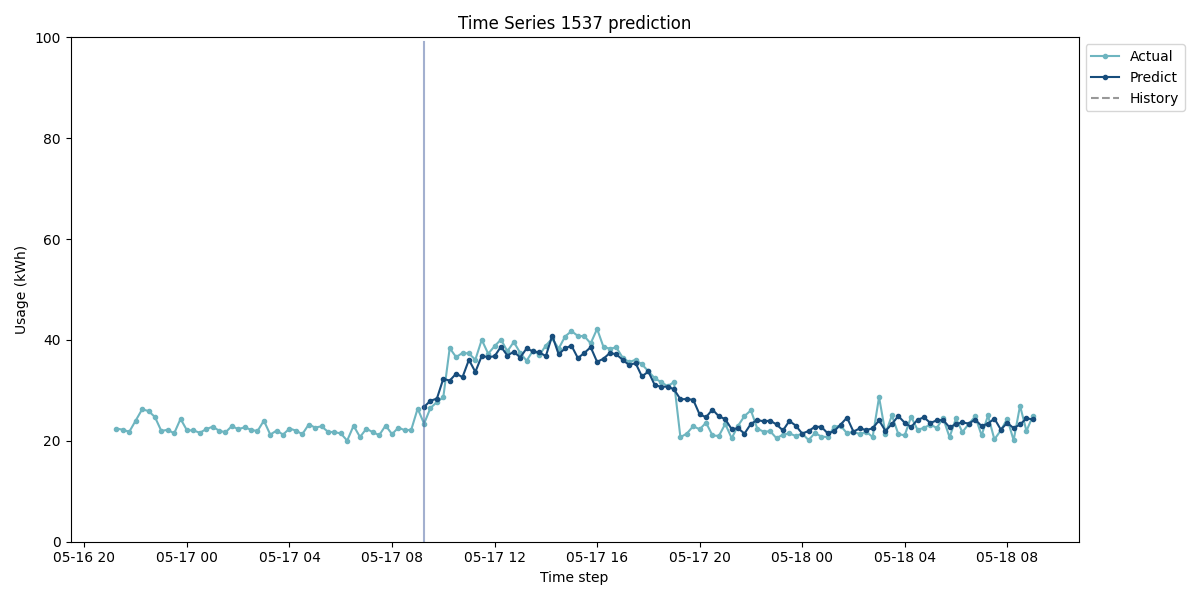 Time Series 1537 prediction
100
80
60
40
20
0
Usage (kWh)
05-16 20
05-17 00
05-17 04
05-17 08
05-17 12
05-17 16
05-17 20
05-18 00
05-18 04
05-18 08
Time step
Actual
Predict
History